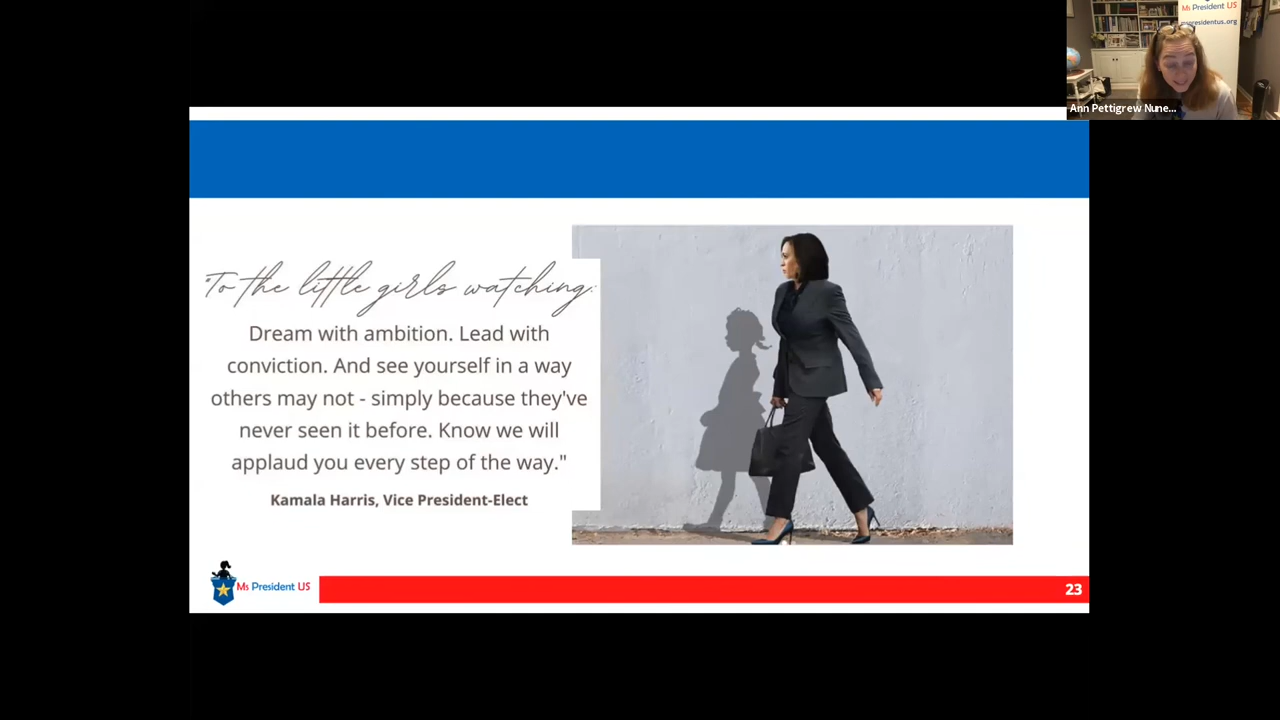 Ms President US
mspresidentus.org
Ann Pettigrew Nune...
"To the little girls watching:
Dream with ambition. Lead with
conviction. And see yourself in a way
others may not - simply because they've
never seen it before. Know we will
applaud you every step of the way."
Kamala Harris, Vice President-Elect
Ms President US
23